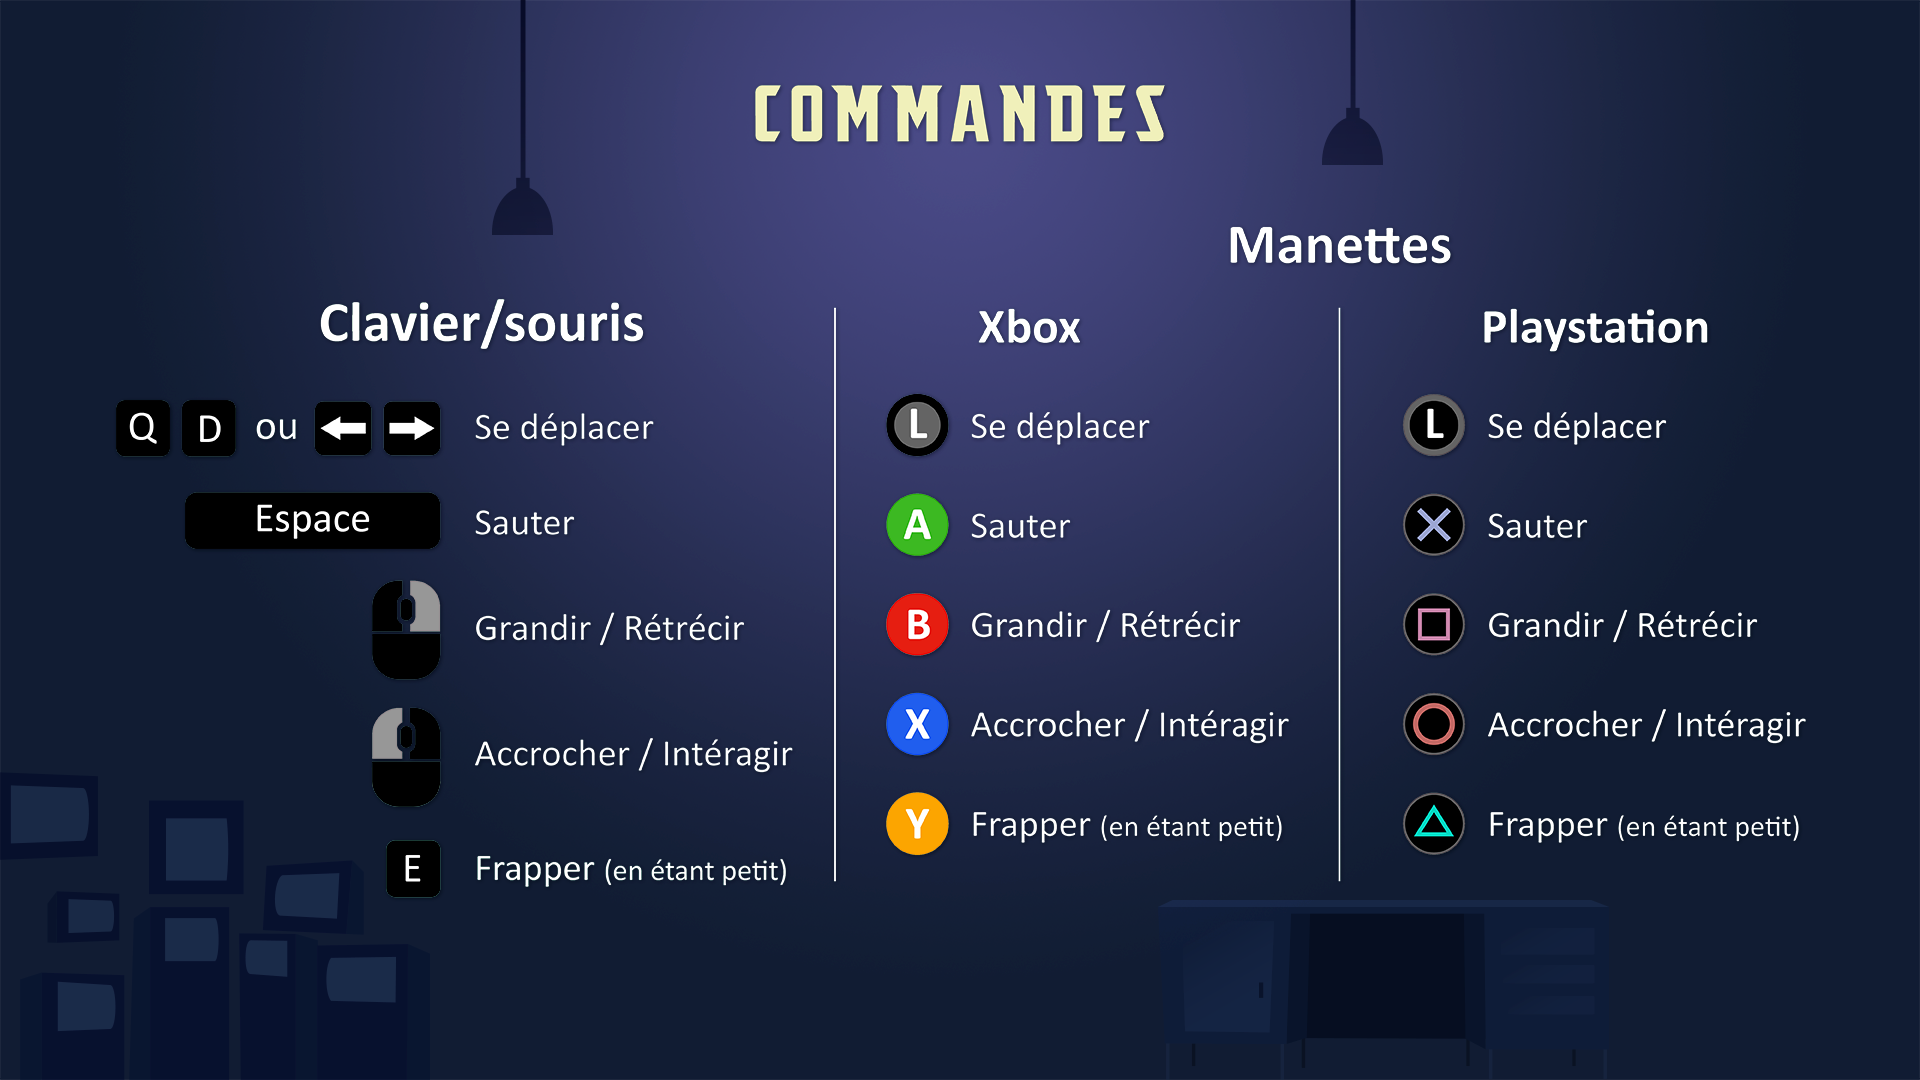 COMMANDES
Manettes
Clavier/souris
Q D ou Se déplacer
Espace Sauter
Grandir / Rétrécir
Accrocher / Intéragir
E Frapper (en étant petit)
Xbox
L Se déplacer
A Sauter
B Grandir / Rétrécir
X Accrocher / Intéragir
Y Frapper (en étant petit)
Playstation
L Se déplacer
Sauter
Grandir / Rétrécir
Accrocher / Intéragir
Frapper (en étant petit)